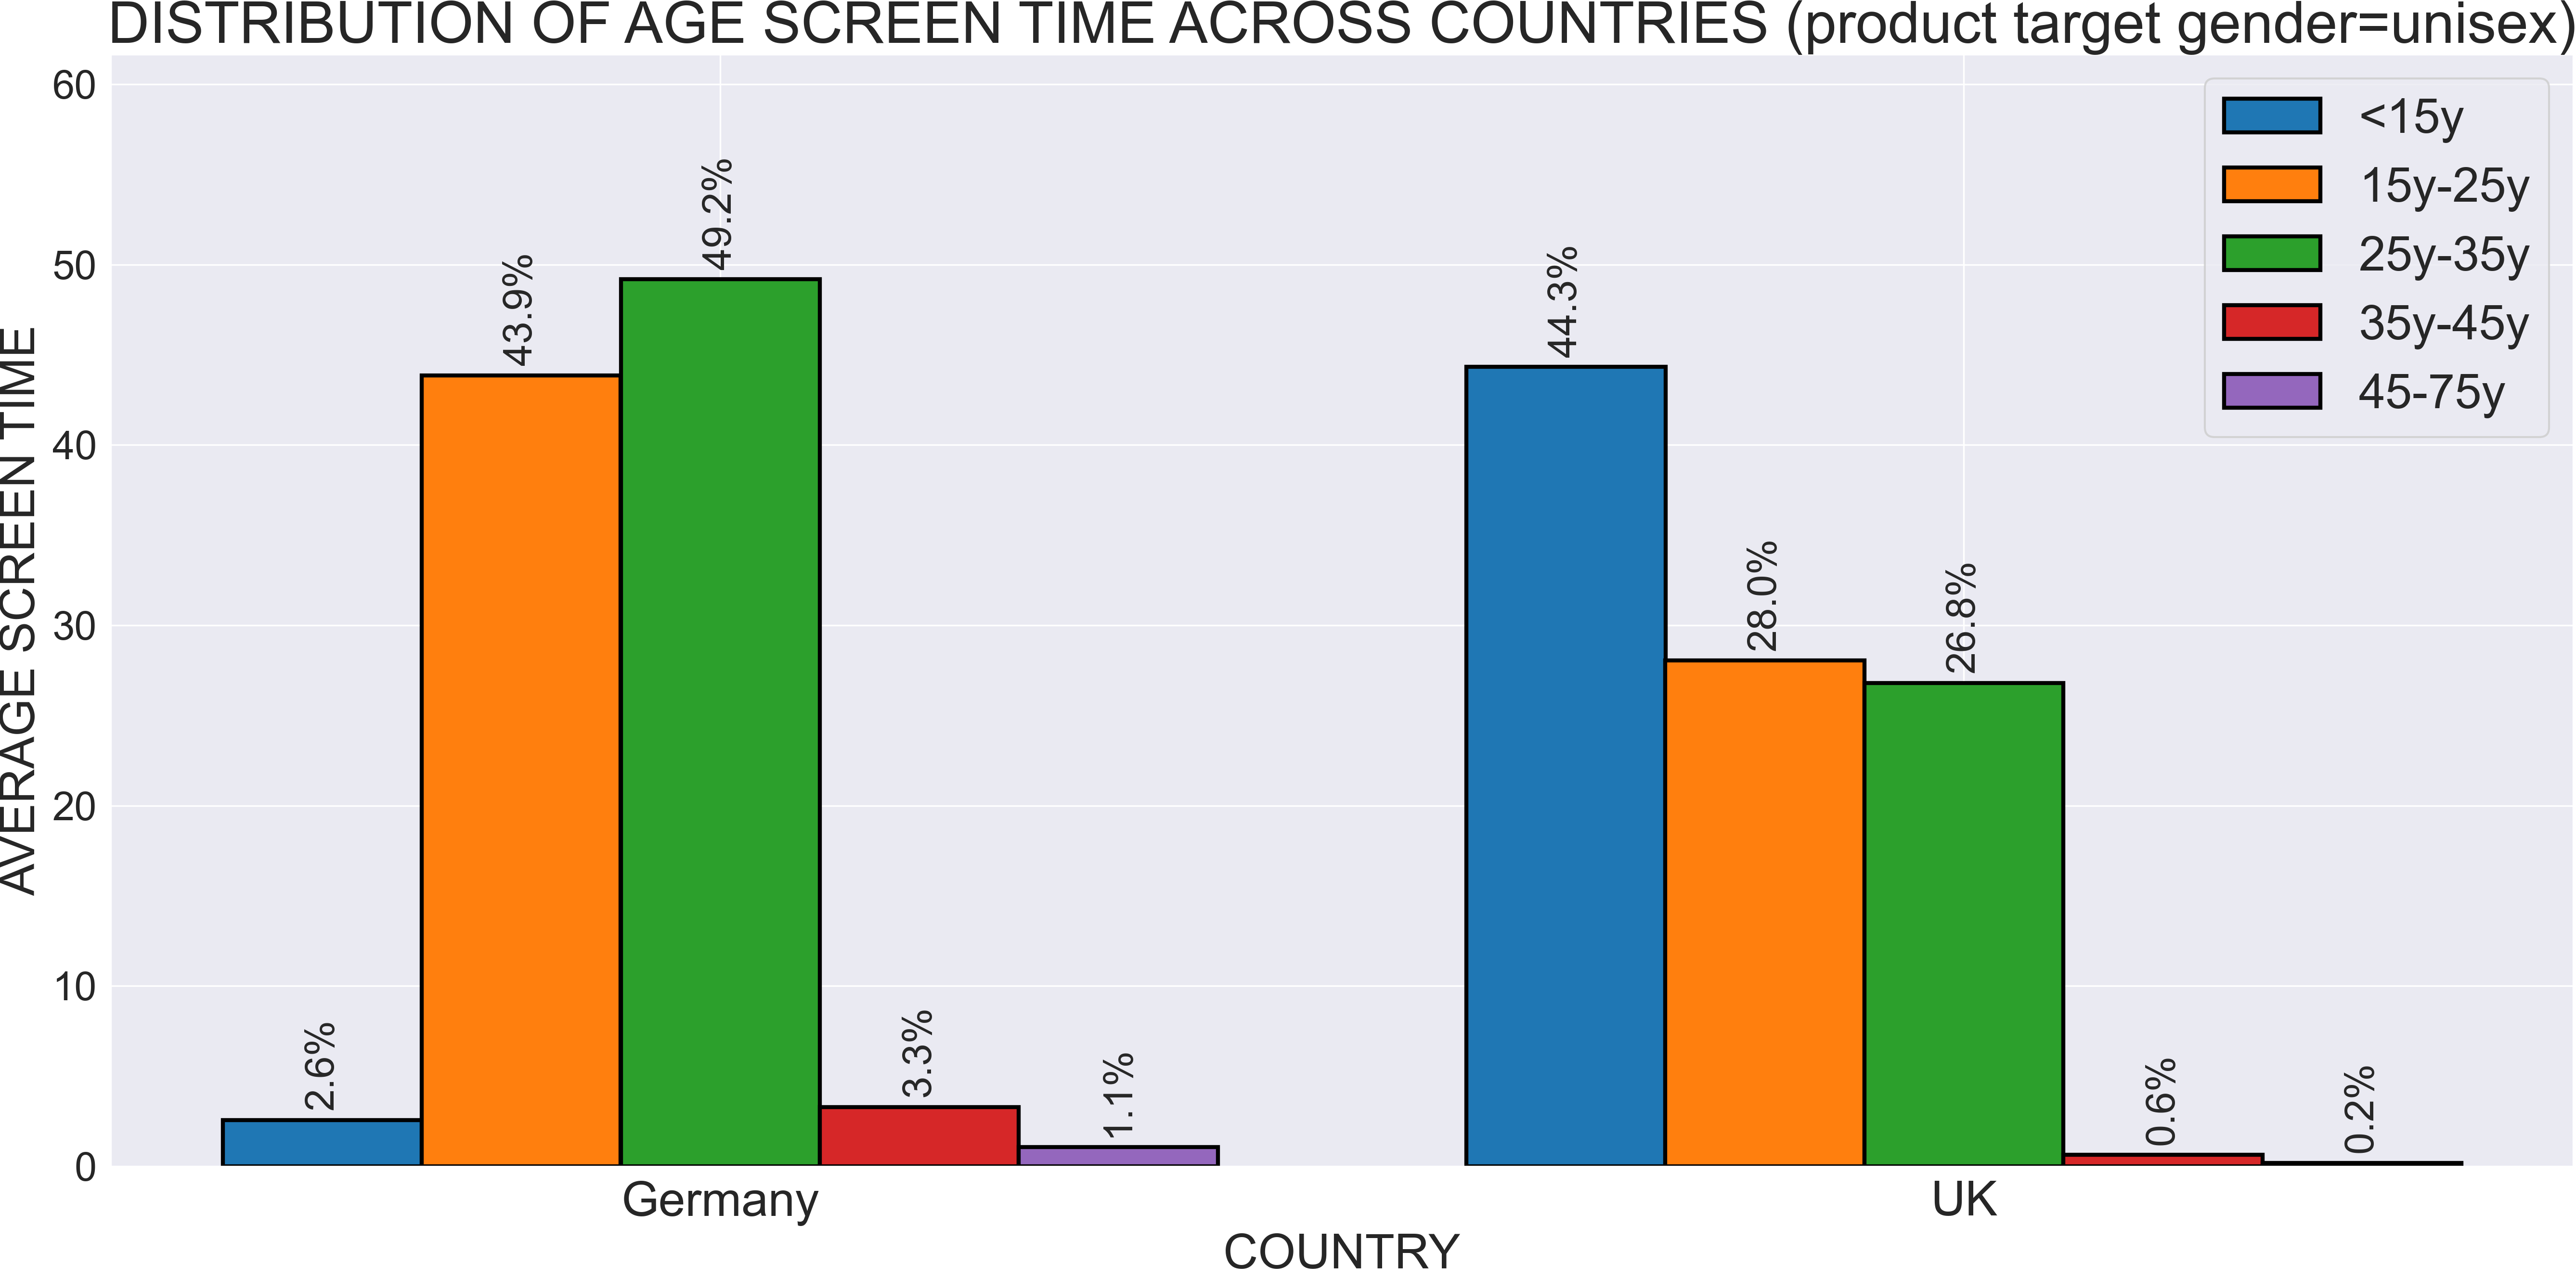 DISTRIBUTION OF AGE SCREEN TIME ACROSS COUNTRIES (product target gender=unisex)
AVERAGE SCREEN TIME
60
50
40
30
20
10
0
2.6%
43.9%
49.2%
3.3%
1.1%
44.3%
28.0%
26.8%
0.6%
0.2%
<15y
15y-25y
25y-35y
35y-45y
45-75y
Germany
UK
COUNTRY